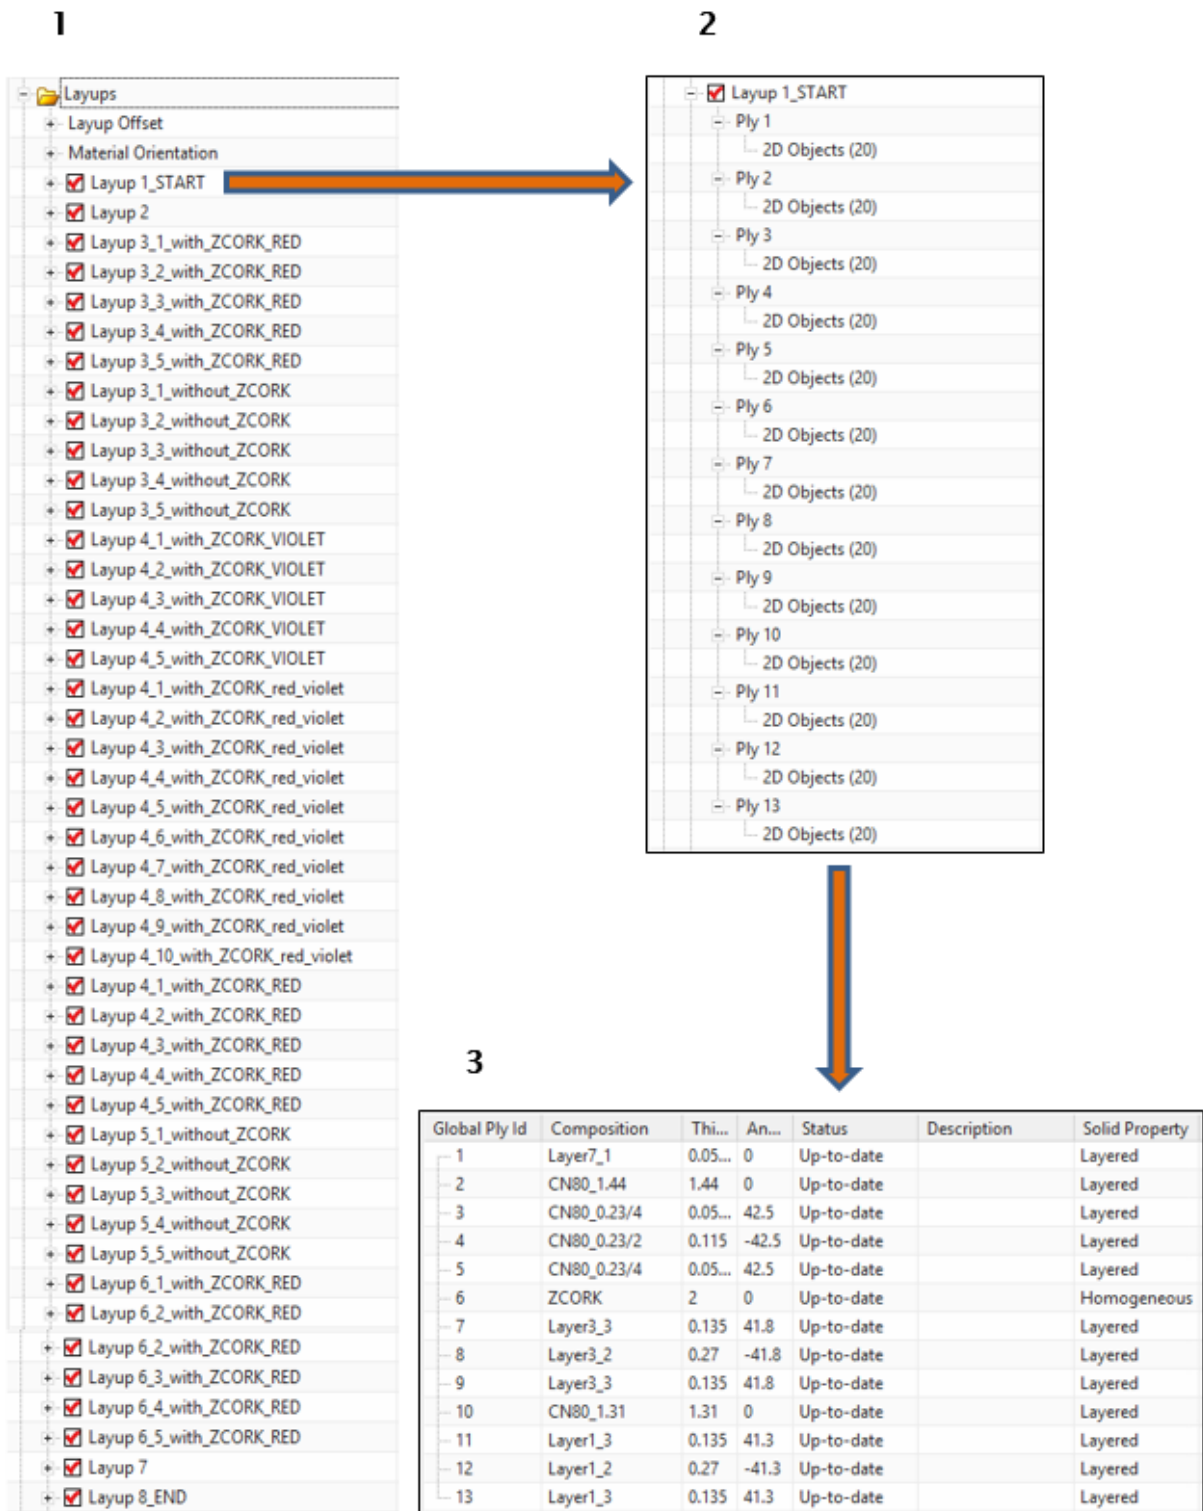 1
Layups
Layup Offset
Material Orientation
Layup 1_START
Layup 2
Layup 3_1_with_ZCORK_RED
Layup 3_2_with_ZCORK_RED
Layup 3_3_with_ZCORK_RED
Layup 3_4_with_ZCORK_RED
Layup 3_5_with_ZCORK_RED
Layup 3_1_without_ZCORK
Layup 3_2_without_ZCORK
Layup 3_3_without_ZCORK
Layup 3_4_without_ZCORK
Layup 3_5_without_ZCORK
Layup 4_1_with_ZCORK_VIOLET
Layup 4_2_with_ZCORK_VIOLET
Layup 4_3_with_ZCORK_VIOLET
Layup 4_4_with_ZCORK_VIOLET
Layup 4_5_with_ZCORK_VIOLET
Layup 4_1_with_ZCORK_red_violet
Layup 4_2_with_ZCORK_red_violet
Layup 4_3_with_ZCORK_red_violet
Layup 4_4_with_ZCORK_red_violet
Layup 4_5_with_ZCORK_red_violet
Layup 4_6_with_ZCORK_red_violet
Layup 4_7_with_ZCORK_red_violet
Layup 4_8_with_ZCORK_red_violet
Layup 4_9_with_ZCORK_red_violet
Layup 4_10_with_ZCORK_red_violet
Layup 4_1_with_ZCORK_RED
Layup 4_2_with_ZCORK_RED
Layup 4_3_with_ZCORK_RED
Layup 4_4_with_ZCORK_RED
Layup 4_5_with_ZCORK_RED
Layup 5_1_without_ZCORK
Layup 5_2_without_ZCORK
Layup 5_3_without_ZCORK
Layup 5_4_without_ZCORK
Layup 5_5_without_ZCORK
Layup 6_1_with_ZCORK_RED
Layup 6_2_with_ZCORK_RED
Layup 6_2_with_ZCORK_RED
Layup 6_3_with_ZCORK_RED
Layup 6_4_with_ZCORK_RED
Layup 6_5_with_ZCORK_RED
Layup 7
Layup 8_END
2
Layup 1_START
Ply 1
2D Objects (20)
Ply 2
2D Objects (20)
Ply 3
2D Objects (20)
Ply 4
2D Objects (20)
Ply 5
2D Objects (20)
Ply 6
2D Objects (20)
Ply 7
2D Objects (20)
Ply 8
2D Objects (20)
Ply 9
2D Objects (20)
Ply 10
2D Objects (20)
Ply 11
2D Objects (20)
Ply 12
2D Objects (20)
Ply 13
2D Objects (20)
3
Global Ply Id Composition Thi... An... Status Description Solid Property
1 Layer7_1 0.05... 0 Up-to-date Layered
2 CN80_1.44 1.44 0 Up-to-date Layered
3 CN80_0.23/4 0.05... 42.5 Up-to-date Layered
4 CN80_0.23/2 0.115 -42.5 Up-to-date Layered
5 CN80_0.23/4 0.05... 42.5 Up-to-date Layered
6 ZCORK 2 0 Up-to-date Homogeneous
7 Layer3_3 0.135 41.8 Up-to-date Layered
8 Layer3_2 0.27 -41.8 Up-to-date Layered
9 Layer3_3 0.135 41.8 Up-to-date Layered
10 CN80_1.31 1.31 0 Up-to-date Layered
11 Layer1_3 0.135 41.3 Up-to-date Layered
12 Layer1_2 0.27 -41.3 Up-to-date Layered
13 Layer1_3 0.135 41.3 Up-to-date Layered